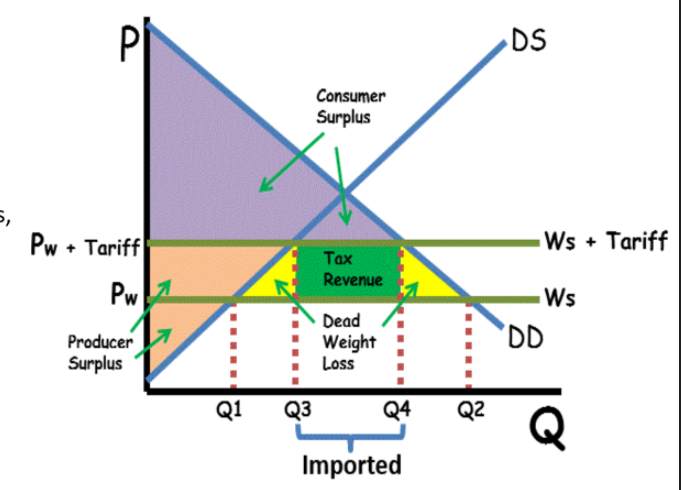 P
DS
Consumer
Surplus
s,
Pw + Tariff
Ws + Tariff
Tax
Revenue
Pw
Ws
Producer
Surplus
Dead
Weight
Loss
DD
Q1 Q3 Q4 Q2
Q
Imported